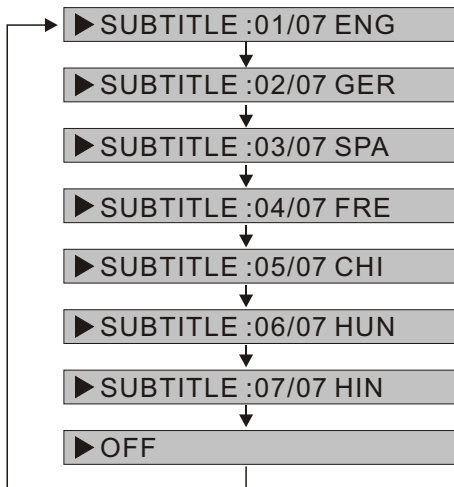 SUBTITLE :01/07 ENG
SUBTITLE :02/07 GER
SUBTITLE :03/07 SPA
SUBTITLE :04/07 FRE
SUBTITLE :05/07 CHI
SUBTITLE :06/07 HUN
SUBTITLE :07/07 HIN
OFF